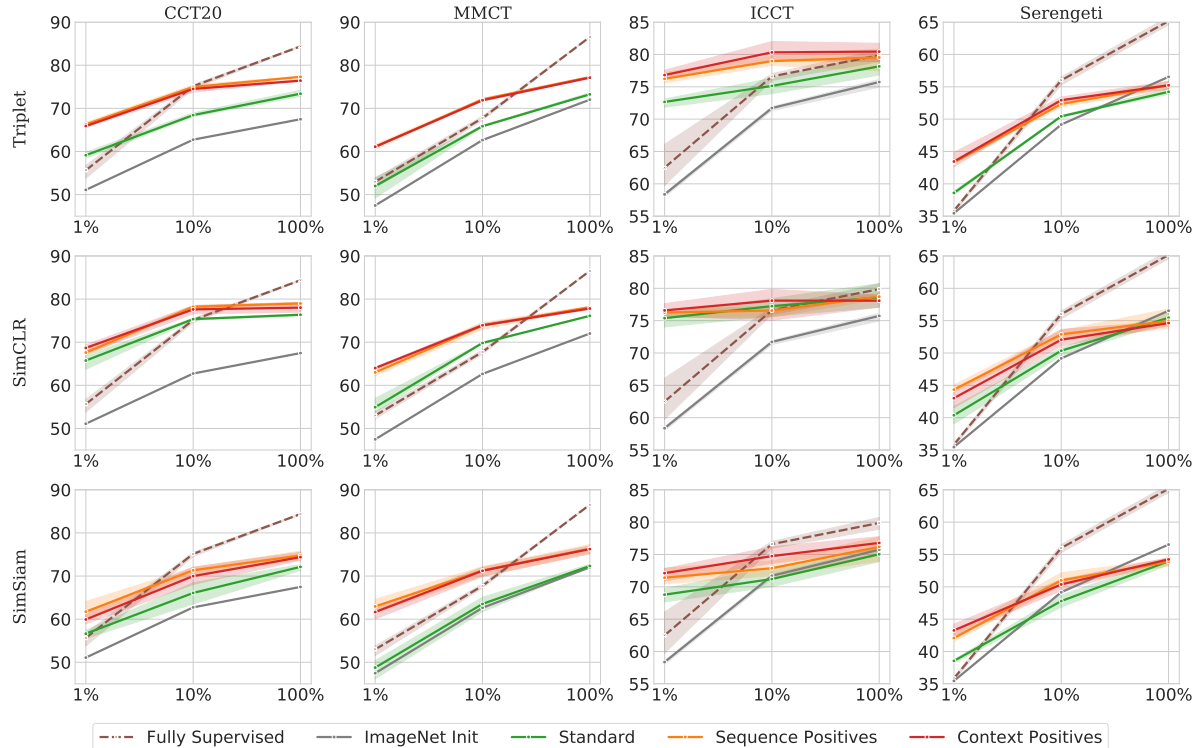 CCT20 MMCT ICCT Serengeti
Triplet
90 80 70 60 50
1% 10% 100%
90 80 70 60 50
1% 10% 100%
85 80 75 70 65 60 55
1% 10% 100%
65 60 55 50 45 40 35
1% 10% 100%
SimCLR
90 80 70 60 50
1% 10% 100%
90 80 70 60 50
1% 10% 100%
85 80 75 70 65 60 55
1% 10% 100%
65 60 55 50 45 40 35
1% 10% 100%
SimSiam
90 80 70 60 50
1% 10% 100%
90 80 70 60 50
1% 10% 100%
85 80 75 70 65 60 55
1% 10% 100%
65 60 55 50 45 40 35
1% 10% 100%
Fully Supervised ImageNet Init Standard Sequence Positives Context Positives